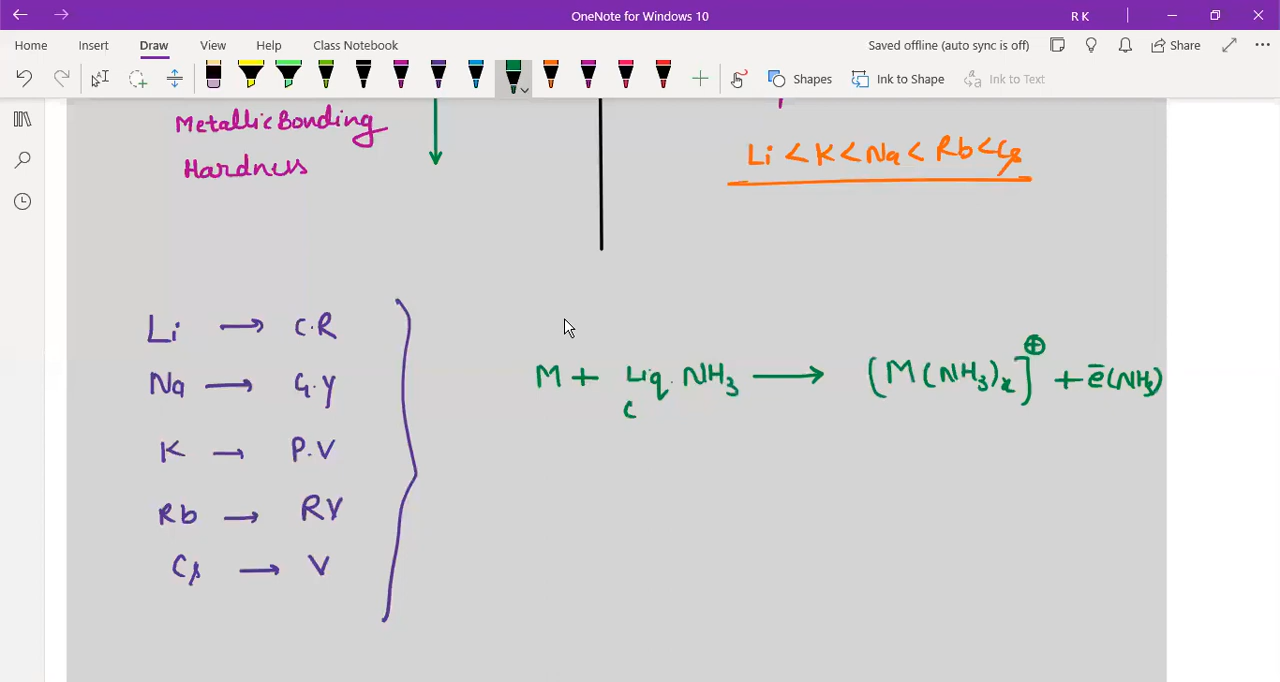 OneNote for Windows 10
R K
Home Insert Draw View Help Class Notebook
Saved offline (auto sync is off)
Share
Shapes
Ink to Shape
Ink to Text
Metallic Bonding
Hardness
Li < K < Na < Rb < Cs
Li → C.R
Na → G.Y
K → P.V
Rb → RV
Cs → V
M + Liq. NH₃ → (M(NH₃)ₓ]⊕ + e̅(NH₃)
(